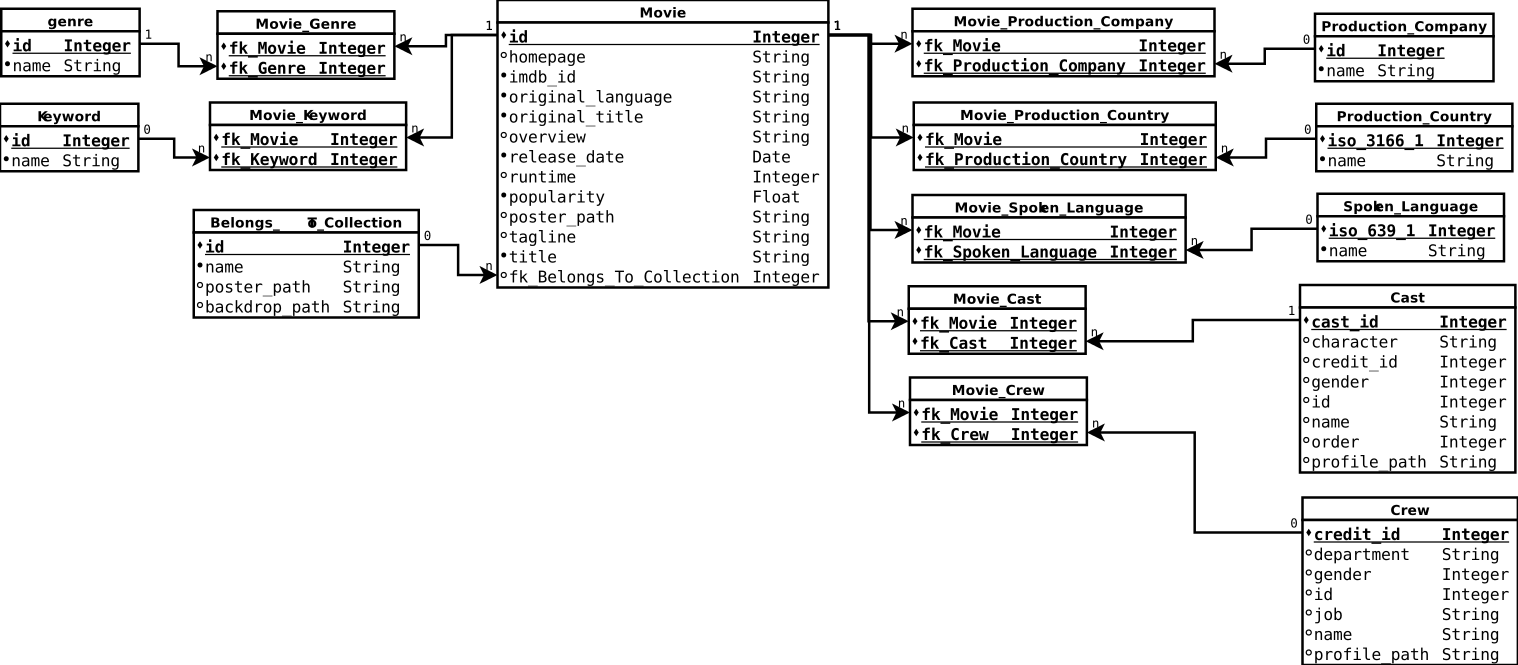 genre
id Integer
name String
1
n
Keyword
id Integer
name String
0
n
Movie_Genre
fk_Movie Integer
fk_Genre Integer
n
Movie_Keyword
fk_Movie Integer
fk_Keyword Integer
n
Belongs_To_Collection
id Integer
name String
poster_path String
backdrop_path String
0
n
1
Movie
id Integer
homepage String
imdb_id String
original_language String
original_title String
overview String
release_date Date
runtime Integer
popularity Float
poster_path String
tagline String
title String
fk_Belongs_To_Collection Integer
1
n
Movie_Production_Company
fk_Movie Integer
fk_Production_Company Integer
n
0
Production_Company
id Integer
name String
n
Movie_Production_Country
fk_Movie Integer
fk_Production_Country Integer
n
0
Production_Country
iso_3166_1 Integer
name String
n
Movie_Spoken_Language
fk_Movie Integer
fk_Spoken_Language Integer
n
0
Spoken_Language
iso_639_1 Integer
name String
n
Movie_Cast
fk_Movie Integer
fk_Cast Integer
n
1
Cast
cast_id Integer
character String
credit_id Integer
gender Integer
id Integer
name String
order Integer
profile_path String
n
Movie_Crew
fk_Movie Integer
fk_Crew Integer
n
0
Crew
credit_id Integer
department String
gender Integer
id Integer
job String
name String
profile_path String